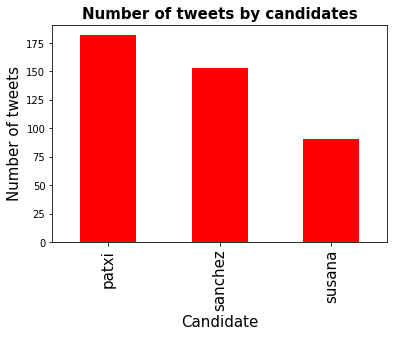 Number of tweets by candidates
Number of tweets
175
150
125
100
75
50
25
0
patxi
sanchez
susana
Candidate